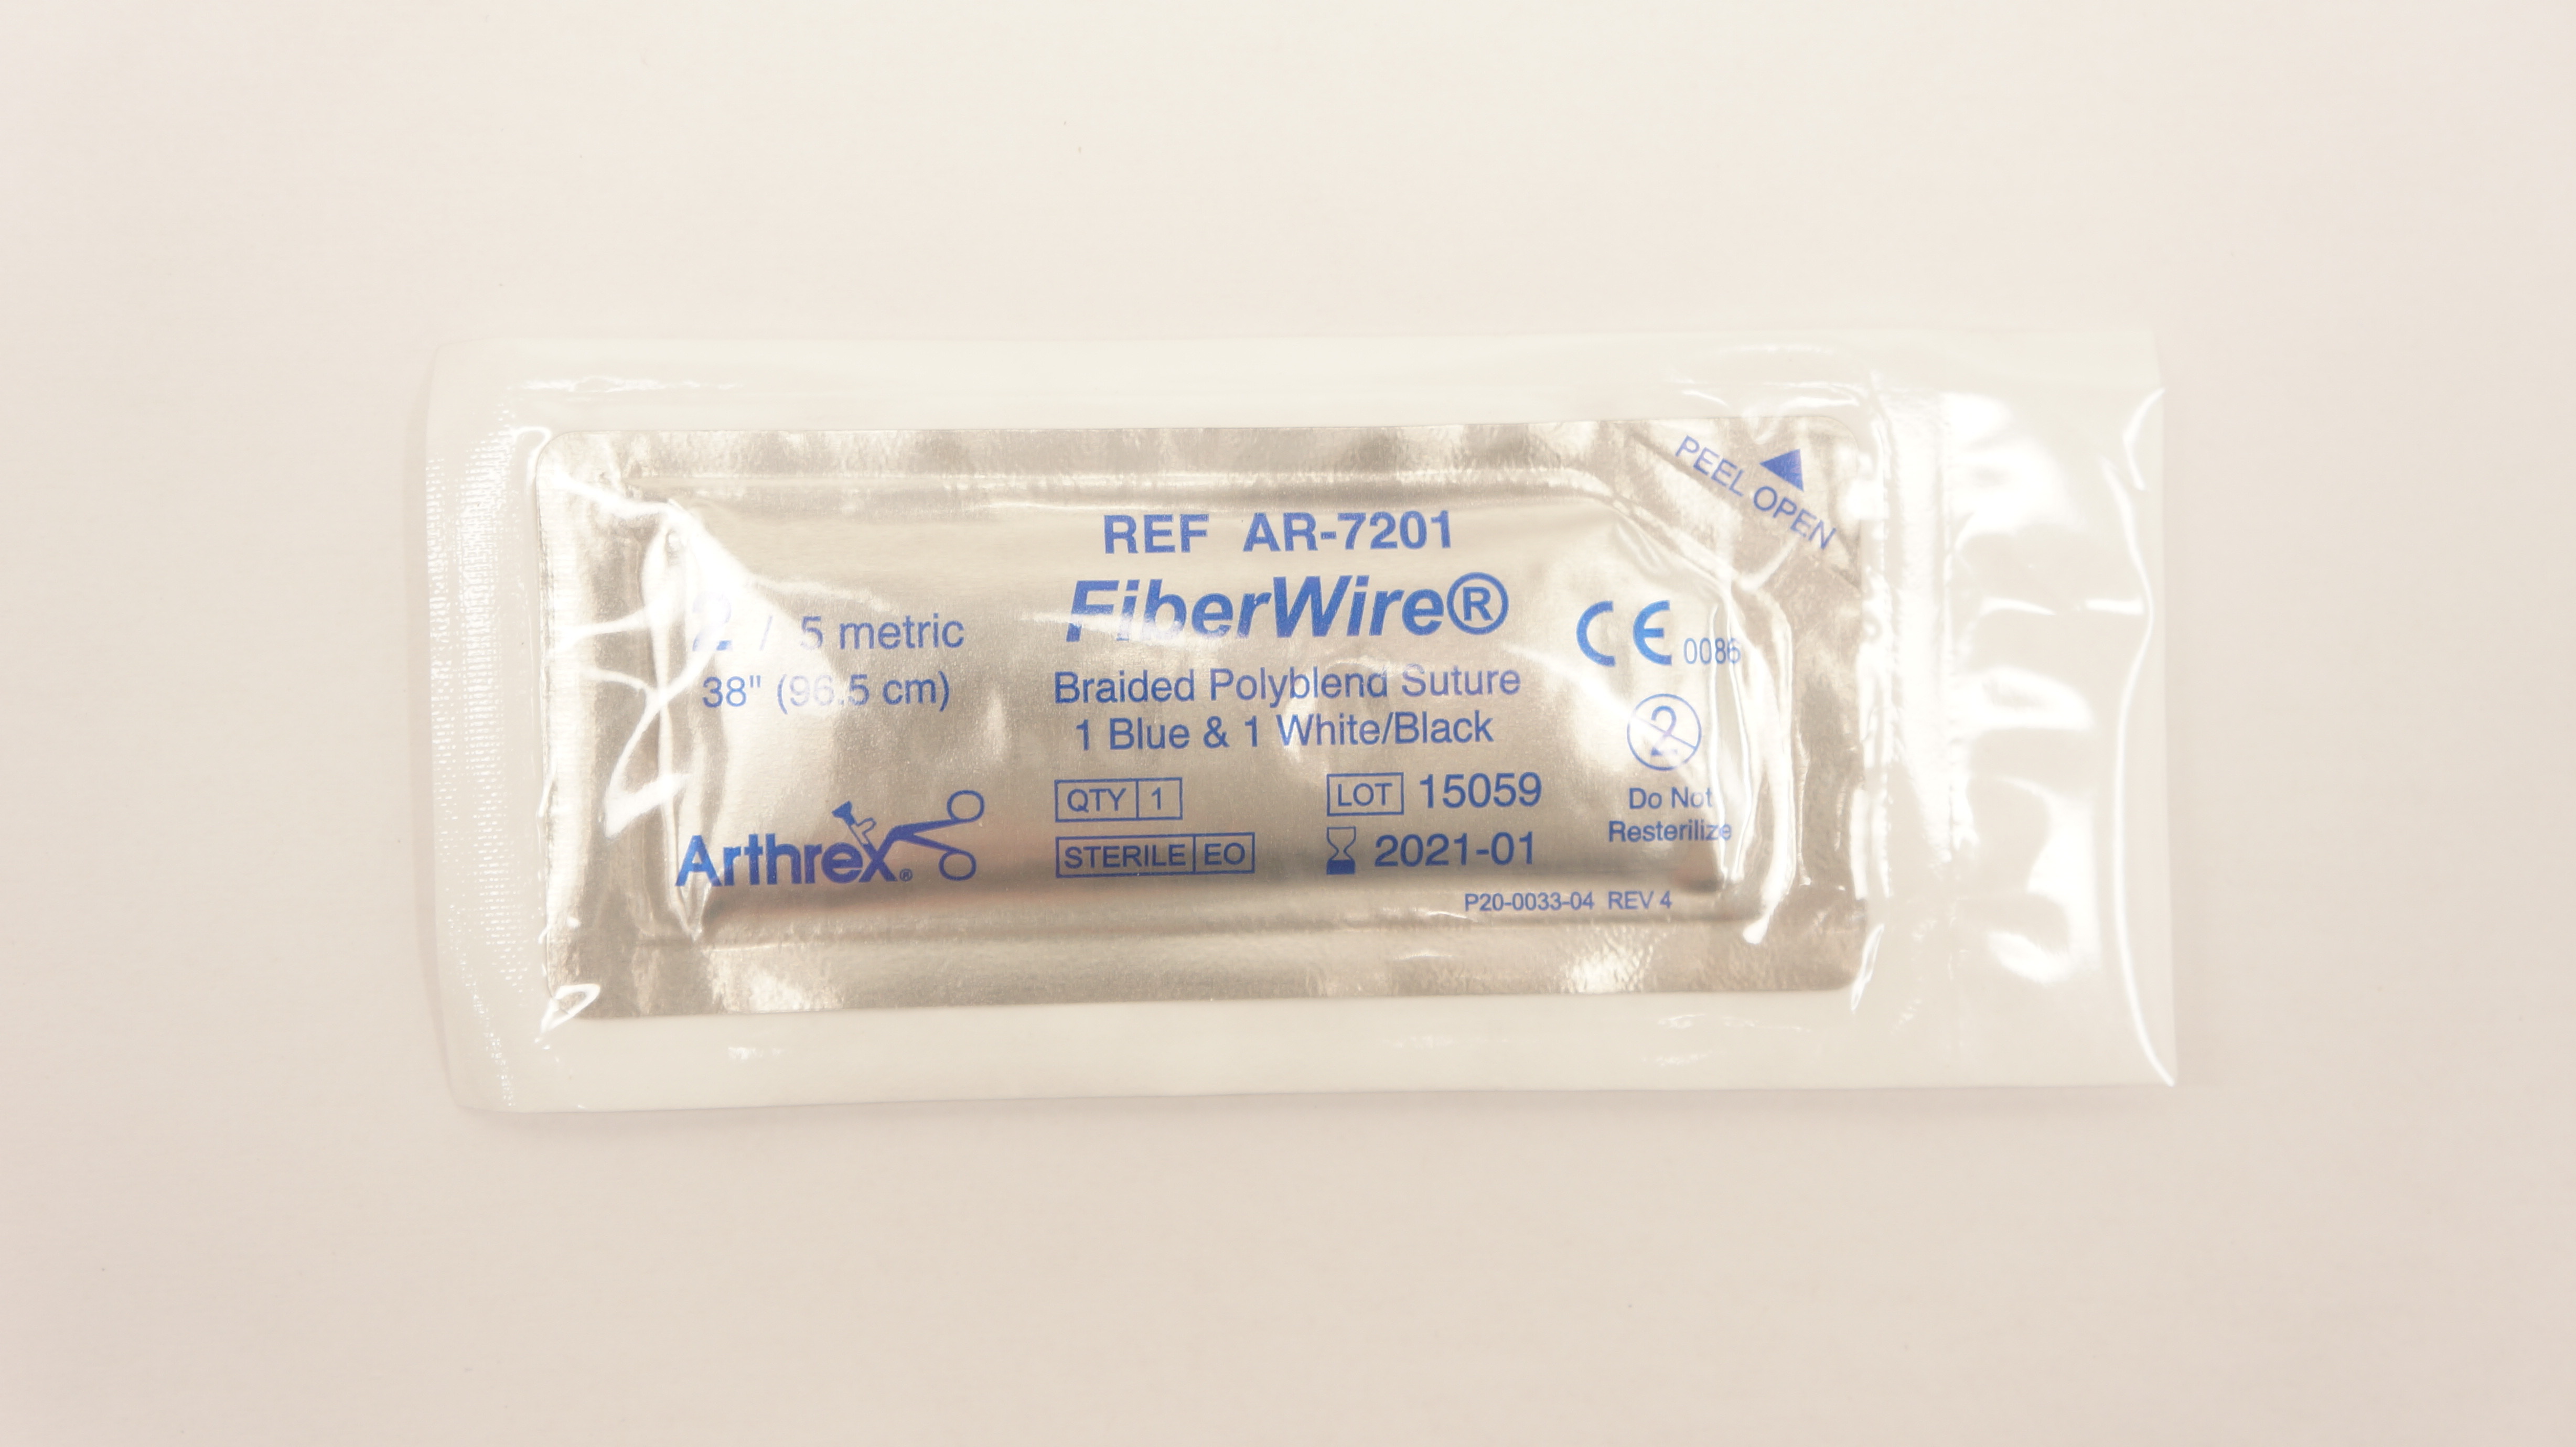 PEEL OPEN
REF AR-7201
FiberWire®
2 / 5 metric
38" (96.5 cm)
Braided Polyblend Suture
1 Blue & 1 White/Black
CE 0086
2
Do Not
Resterilize
QTY 1
LOT 15059
STERILE EO
2021-01
Arthrex®
P20-0033-04 REV 4